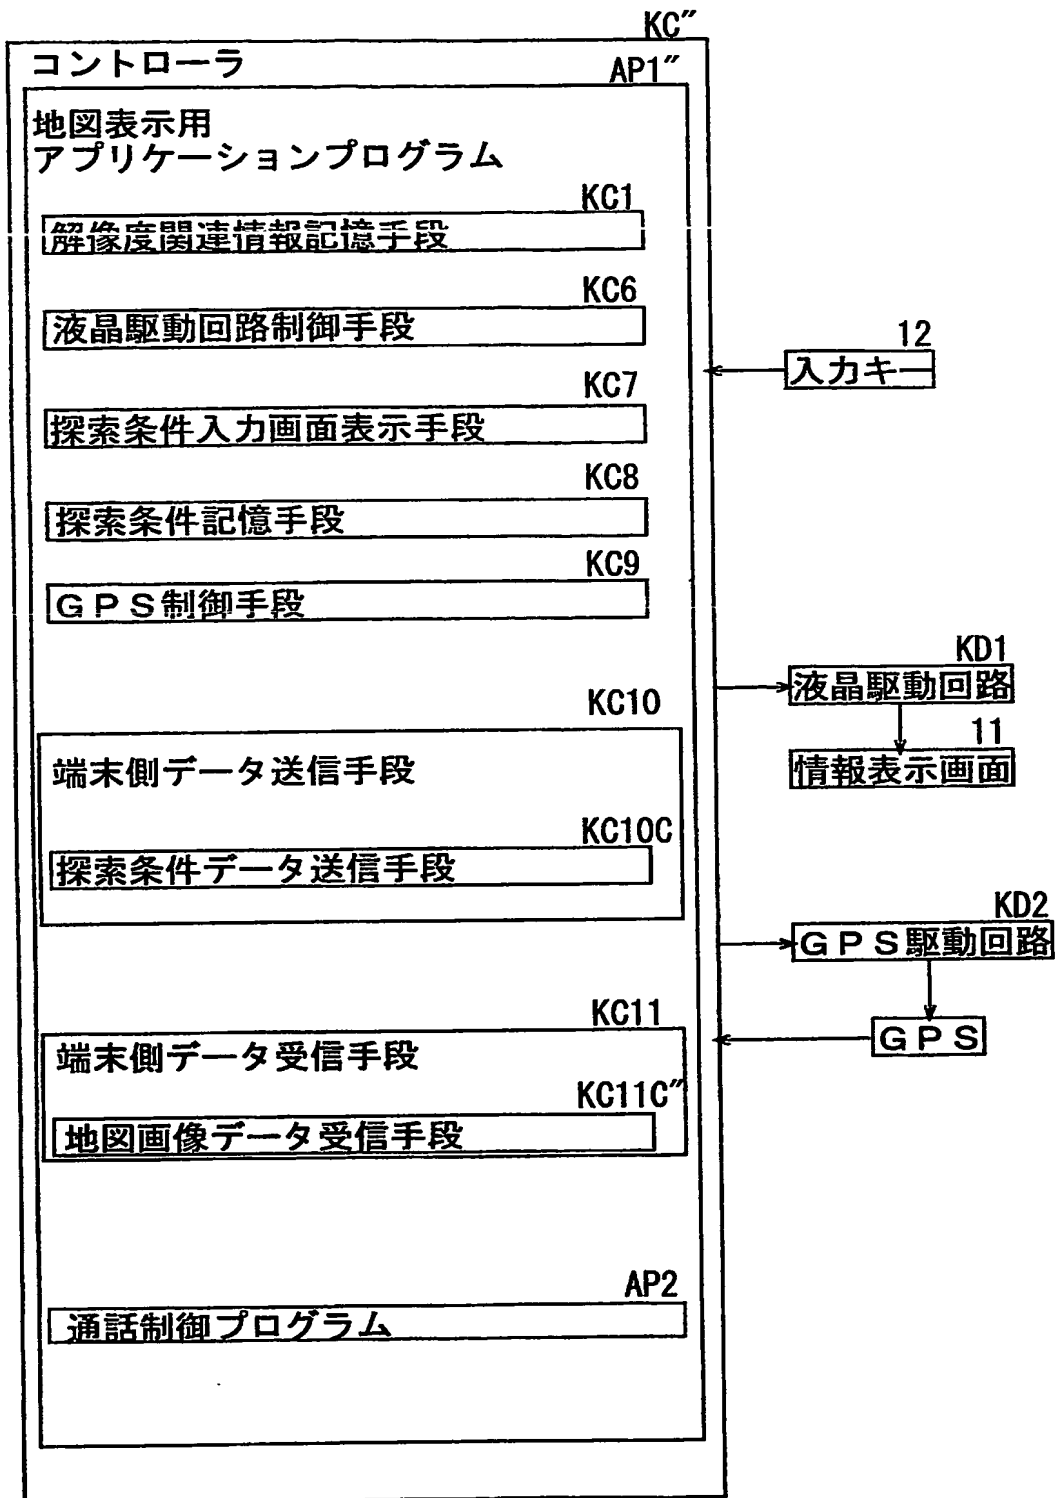 KC″
コントローラ
AP1″
地図表示用
アプリケーションプログラム
KC1
解像度関連情報記憶手段
KC6
液晶駆動回路制御手段
12
入力キー
KC7
探索条件入力画面表示手段
KC8
探索条件記憶手段
KC9
GPS制御手段
KD1
液晶駆動回路
11
情報表示画面
KC10
端末側データ送信手段
KC10C
探索条件データ送信手段
KD2
GPS駆動回路
GPS
KC11
端末側データ受信手段
KC11C″
地図画像データ受信手段
AP2
通話制御プログラム